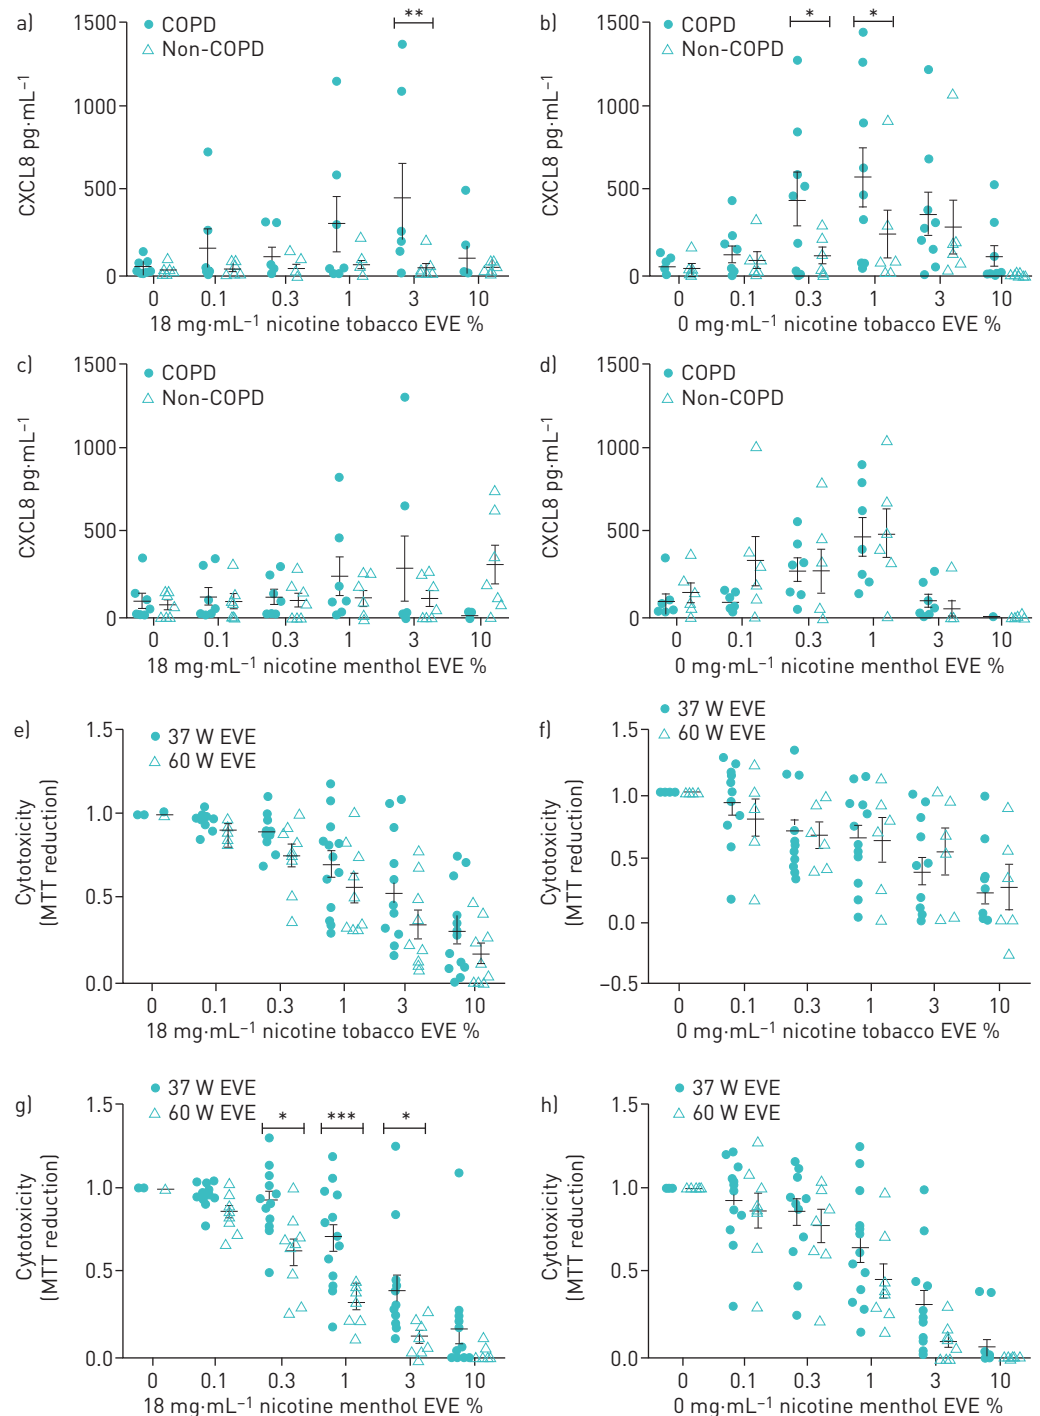 a)
COPD
Non-COPD
**
CXCL8 pg·mL⁻¹
1500
1000
500
0
0 0.1 0.3 1 3 10
18 mg·mL⁻¹ nicotine tobacco EVE %
b)
COPD
Non-COPD
* *
CXCL8 pg·mL⁻¹
1500
1000
500
0
0 0.1 0.3 1 3 10
0 mg·mL⁻¹ nicotine tobacco EVE %
c)
COPD
Non-COPD
CXCL8 pg·mL⁻¹
1500
1000
500
0
0 0.1 0.3 1 3 10
18 mg·mL⁻¹ nicotine menthol EVE %
d)
COPD
Non-COPD
CXCL8 pg·mL⁻¹
1500
1000
500
0
0 0.1 0.3 1 3 10
0 mg·mL⁻¹ nicotine menthol EVE %
e)
37 W EVE
60 W EVE
Cytotoxicity
(MTT reduction)
1.5
1.0
0.5
0.0
0 0.1 0.3 1 3 10
18 mg·mL⁻¹ nicotine tobacco EVE %
f)
37 W EVE
60 W EVE
Cytotoxicity
(MTT reduction)
1.5
1.0
0.5
0.0
−0.5
0 0.1 0.3 1 3 10
0 mg·mL⁻¹ nicotine tobacco EVE %
g)
37 W EVE
60 W EVE
* *** *
Cytotoxicity
(MTT reduction)
1.5
1.0
0.5
0.0
0 0.1 0.3 1 3 10
18 mg·mL⁻¹ nicotine menthol EVE %
h)
37 W EVE
60 W EVE
Cytotoxicity
(MTT reduction)
1.5
1.0
0.5
0.0
0 0.1 0.3 1 3 10
0 mg·mL⁻¹ nicotine menthol EVE %